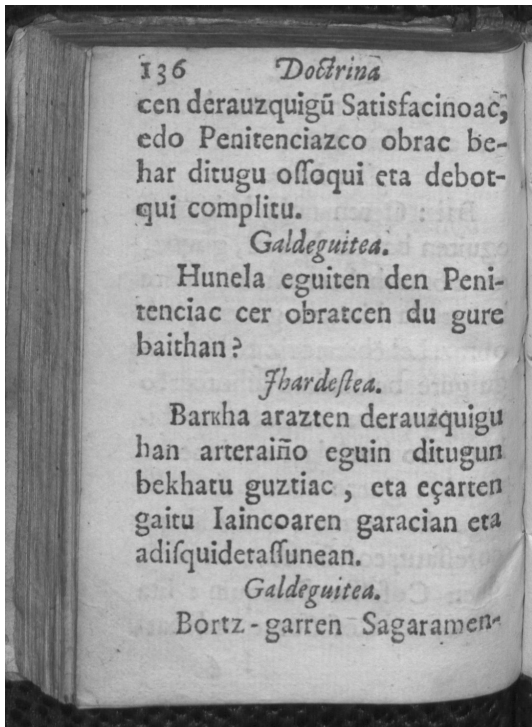 136 Doctrina
cen derauzquigũ Satisfacinoac,
edo Penitenciazco obrac be-
har ditugu oſſoqui eta debot-
qui complitu.
Galdeguitea.
Hunela eguiten den Peni-
tenciac cer obratcen du gure
baithan?
Jhardeſtea.
Barkha arazten derauzquigu
han arteraiño eguin ditugun
bekhatu guztiac, eta eçarten
gaitu Iaincoaren garacian eta
adiſquidetaſſunean.
Galdeguitea.
Bortz-garren Sagaramen-